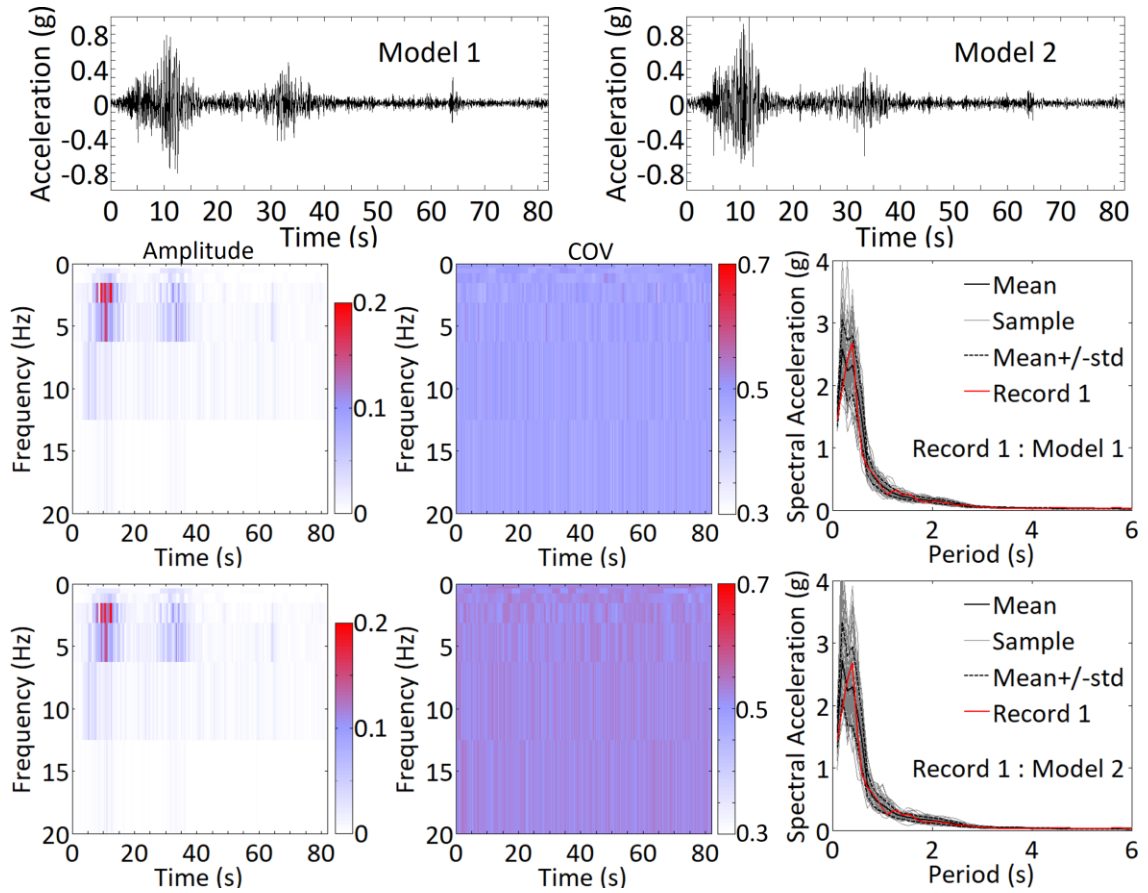 Acceleration (g)
0.8
0.4
0
-0.4
-0.8
Model 1
0 10 20 30 40 50 60 70 80
Time (s)
Acceleration (g)
0.8
0.4
0
-0.4
-0.8
Model 2
0 10 20 30 40 50 60 70 80
Time (s)
Amplitude
Frequency (Hz)
0
5
10
15
20
0 20 40 60 80
Time (s)
0.2
0.1
0
COV
Frequency (Hz)
0
5
10
15
20
0 20 40 60 80
Time (s)
0.7
0.5
0.3
Spectral Acceleration (g)
4
3
2
1
0
Mean
Sample
Mean+/-std
Record 1
Record 1 : Model 1
0 2 4 6
Period (s)
Frequency (Hz)
0
5
10
15
20
0 20 40 60 80
Time (s)
0.2
0.1
0
Frequency (Hz)
0
5
10
15
20
0 20 40 60 80
Time (s)
0.7
0.5
0.3
Spectral Acceleration (g)
4
3
2
1
0
Mean
Sample
Mean+/-std
Record 1
Record 1 : Model 2
0 2 4 6
Period (s)